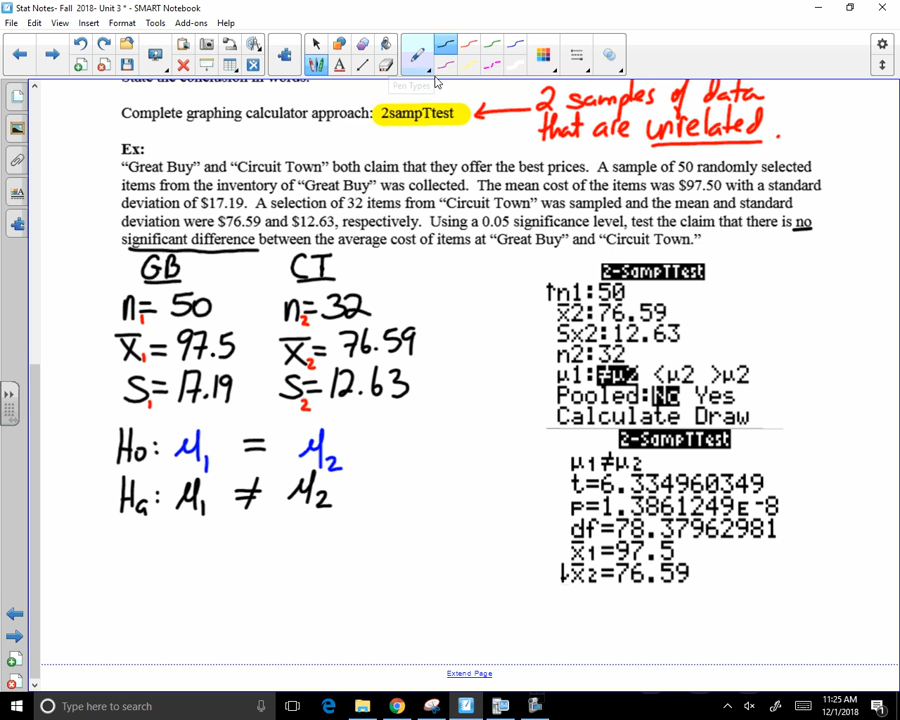 Stat Notes- Fall 2018- Unit 3 * - SMART Notebook
File Edit View Insert Format Tools Add-ons Help
Pen Types
State the conclusion in words.
Complete graphing calculator approach: 2sampTtest
2 samples of data
that are unrelated.
Ex:
“Great Buy” and “Circuit Town” both claim that they offer the best prices. A sample of 50 randomly selected
items from the inventory of “Great Buy” was collected. The mean cost of the items was $97.50 with a standard
deviation of $17.19. A selection of 32 items from “Circuit Town” was sampled and the mean and standard
deviation were $76.59 and $12.63, respectively. Using a 0.05 significance level, test the claim that there is no
significant difference between the average cost of items at “Great Buy” and “Circuit Town.”
GB CT
n₁= 50 n₂= 32
x̄₁= 97.5 x̄₂= 76.59
S₁= 17.19 S₂= 12.63
Ho: μ₁ = μ₂
Ha: μ₁ ≠ μ₂
2-SampTTest
↑n1:50
x̄2:76.59
Sx2:12.63
n2:32
μ1:≠μ2 <μ2 >μ2
Pooled:No Yes
Calculate Draw
2-SampTTest
μ1≠μ2
t=6.334960349
p=1.3861249E-8
df=78.37962981
x̄1=97.5
↓x̄2=76.59
Extend Page
Type here to search
11:25 AM
12/1/2018
1